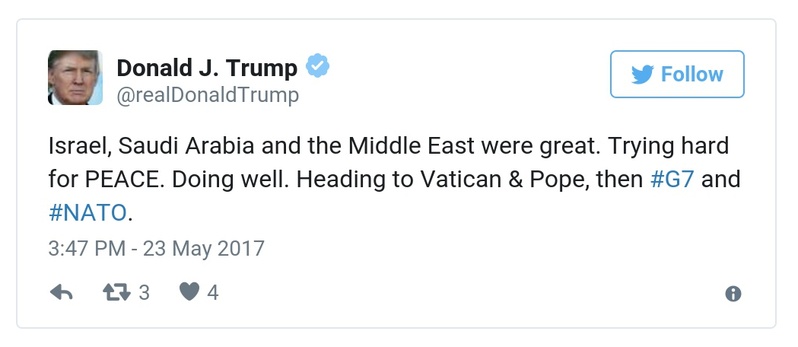 Donald J. Trump
@realDonaldTrump
Follow
Israel, Saudi Arabia and the Middle East were great. Trying hard
for PEACE. Doing well. Heading to Vatican & Pope, then #G7 and
#NATO.
3:47 PM - 23 May 2017
3 4